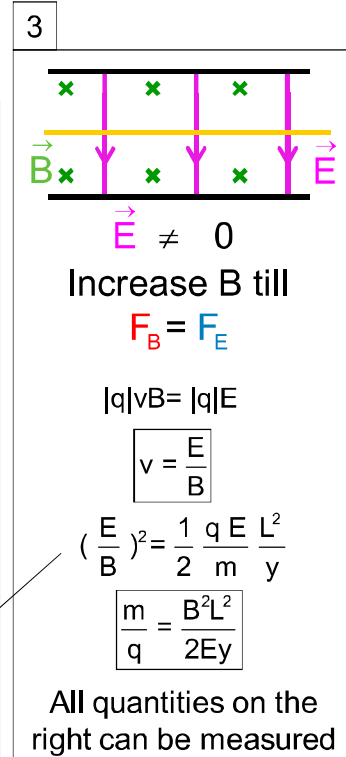 3
B⃗ E⃗
E⃗ ≠ 0
Increase B till
F_B = F_E
|q|vB= |q|E
v = E/B
( E/B )² = 1/2 q E/m L²/y
m/q = B²L²/2Ey
All quantities on the
right can be measured